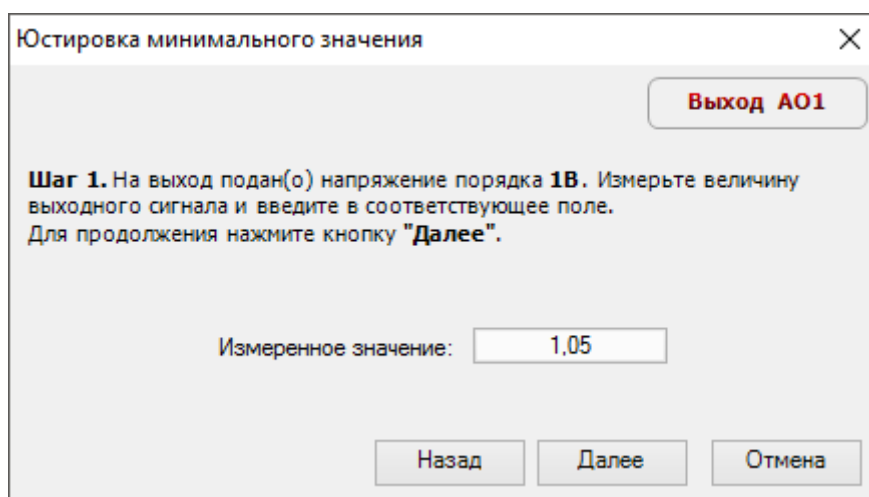 Юстировка минимального значения
Выход АО1
Шаг 1. На выход подан(о) напряжение порядка 1В. Измерьте величину
выходного сигнала и введите в соответствующее поле.
Для продолжения нажмите кнопку "Далее".
Измеренное значение: 1,05
Назад Далее Отмена